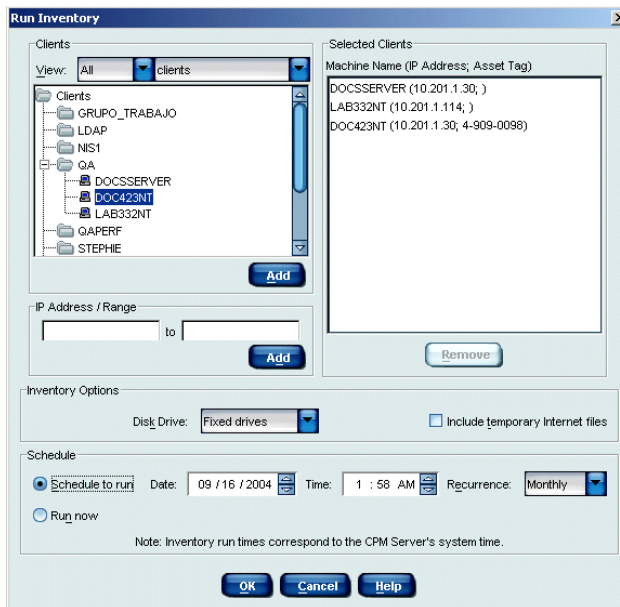 Run Inventory
Clients
View: All clients
Clients
GRUPO_TRABAJO
LDAP
NIS1
QA
DOCSSERVER
DOC423NT
LAB332NT
QAPERF
STEPHIE
Add
IP Address / Range
to
Add
Selected Clients
Machine Name (IP Address; Asset Tag)
DOCSSERVER (10.201.1.30; )
LAB332NT (10.201.1.114; )
DOC423NT (10.201.1.30; 4-909-0098)
Remove
Inventory Options
Disk Drive: Fixed drives Include temporary Internet files
Schedule
Schedule to run Date: 09 / 16 / 2004 Time: 1 : 58 AM Recurrence: Monthly
Run now
Note: Inventory run times correspond to the CPM Server's system time.
OK Cancel Help